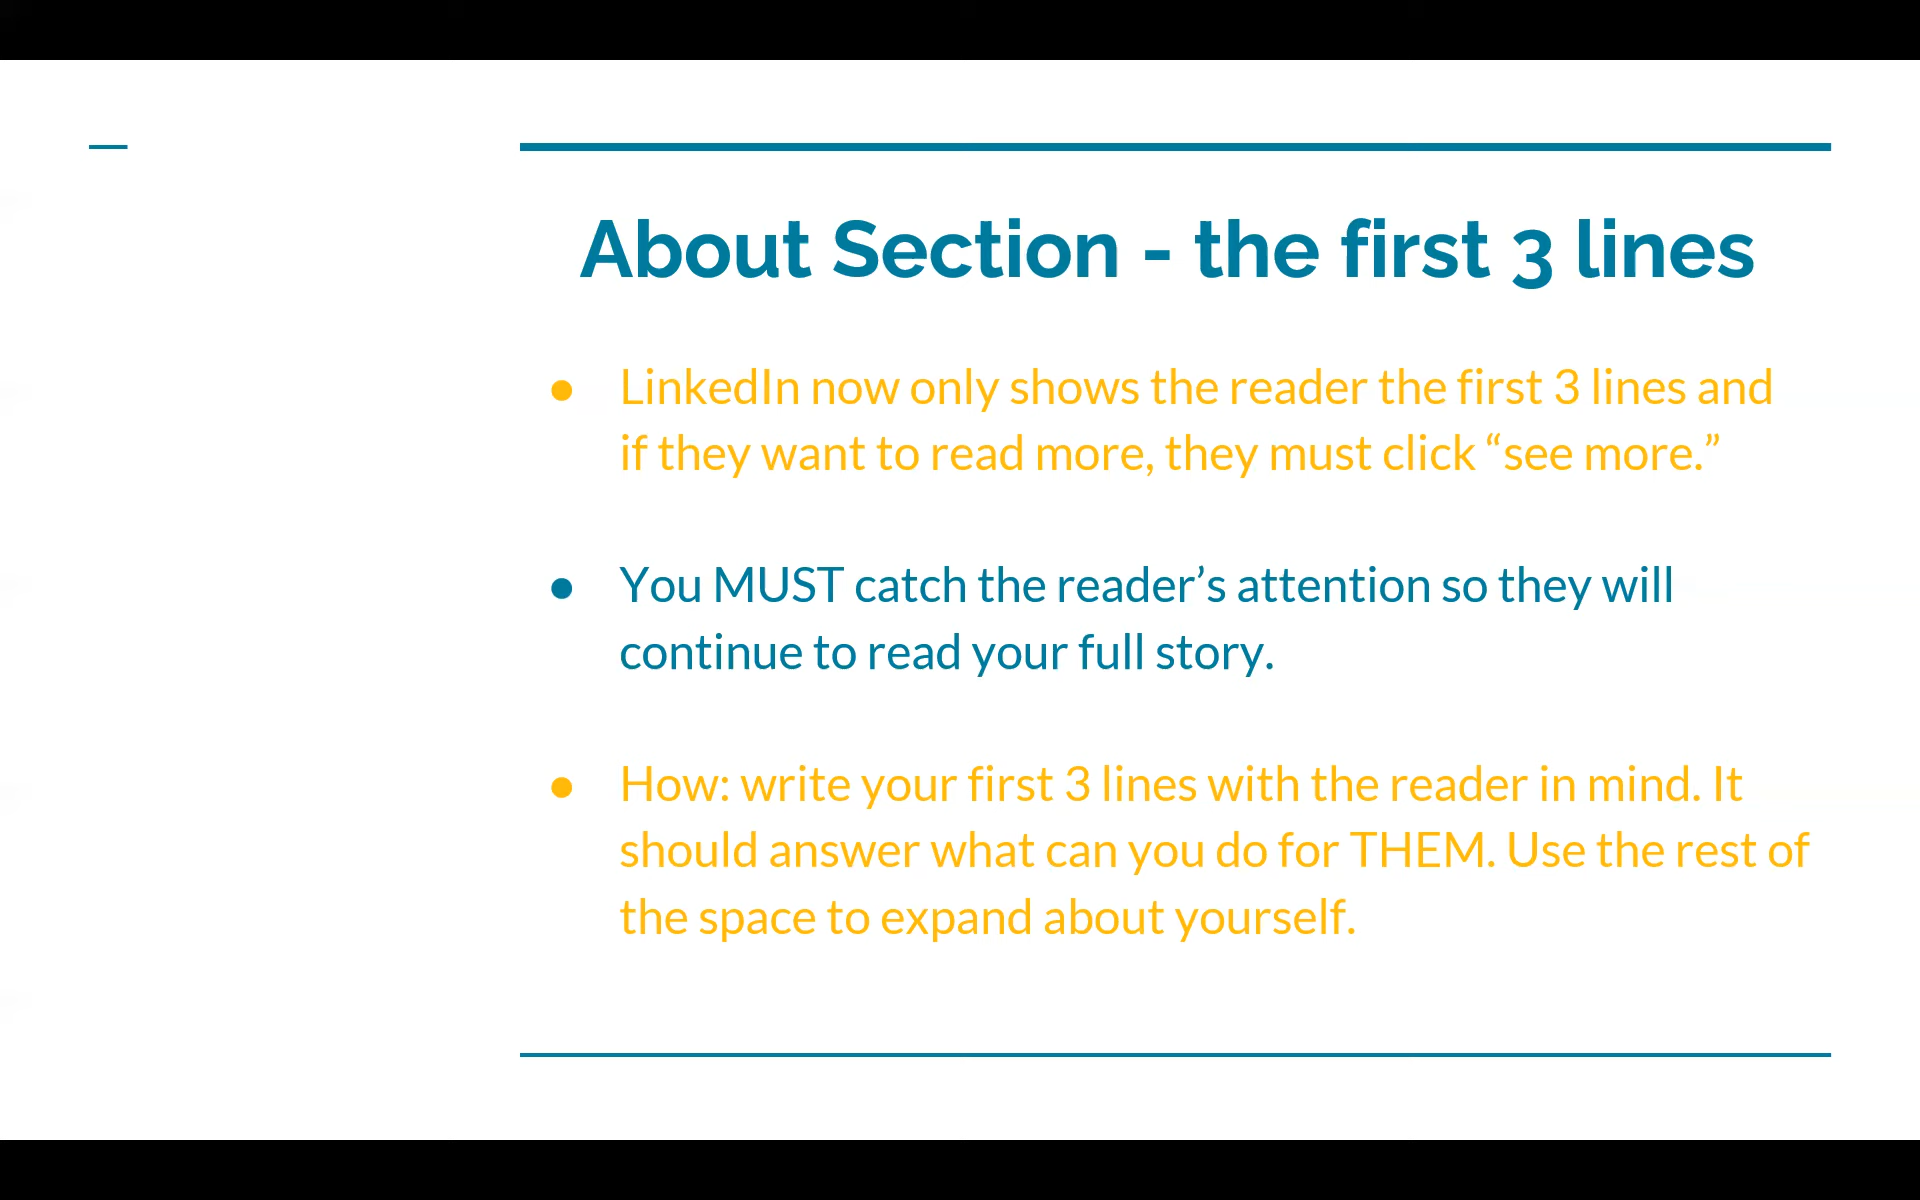 About Section - the first 3 lines
● LinkedIn now only shows the reader the first 3 lines and
if they want to read more, they must click “see more.”
● You MUST catch the reader’s attention so they will
continue to read your full story.
● How: write your first 3 lines with the reader in mind. It
should answer what can you do for THEM. Use the rest of
the space to expand about yourself.